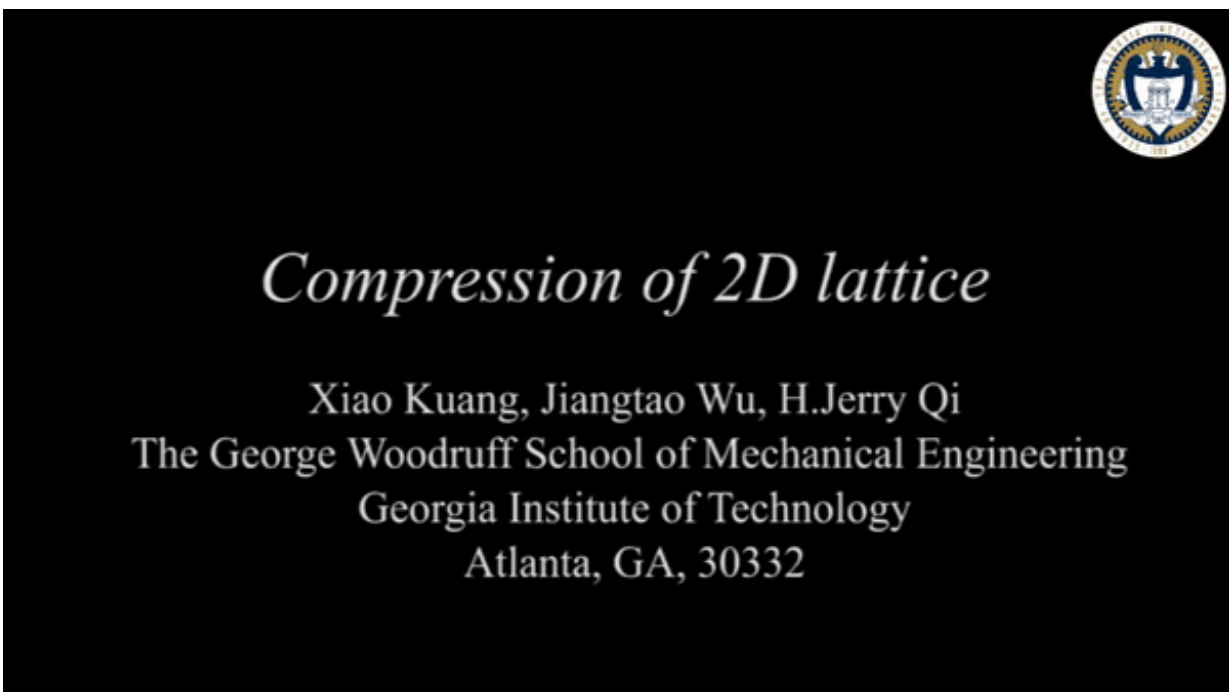 Compression of 2D lattice
Xiao Kuang, Jiangtao Wu, H.Jerry Qi
The George Woodruff School of Mechanical Engineering
Georgia Institute of Technology
Atlanta, GA, 30332